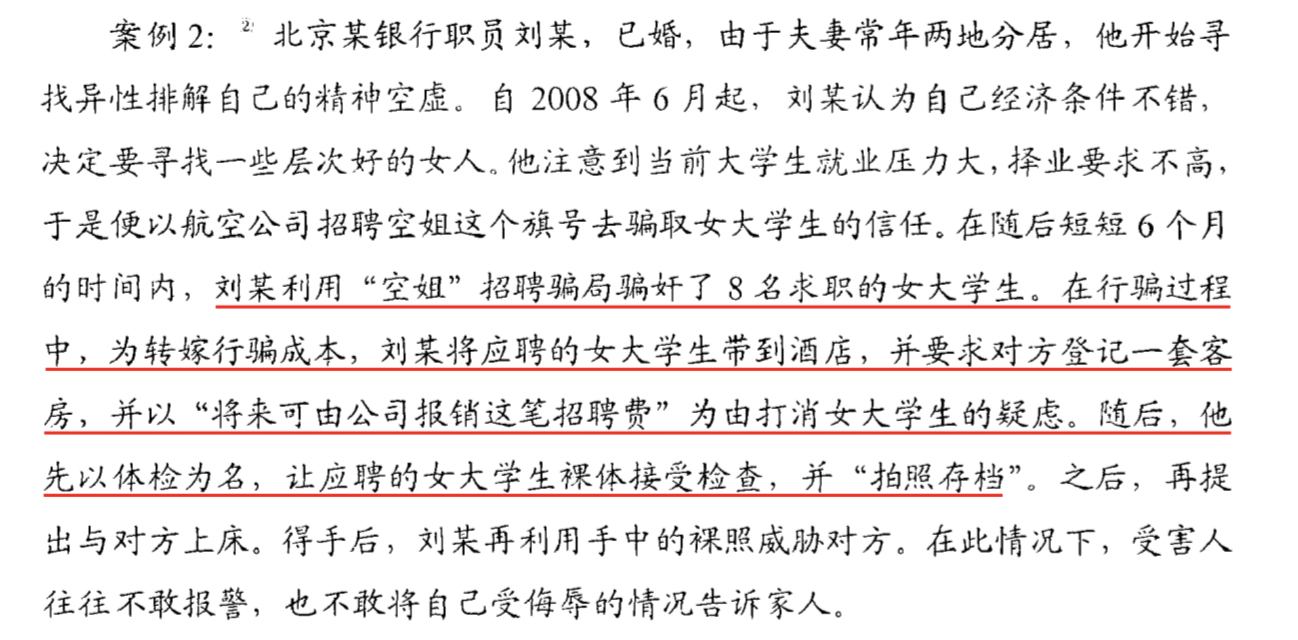 案例2：② 北京某银行职员刘某，已婚，由于夫妻常年两地分居，他开始寻
找异性排解自己的精神空虚。自 2008 年 6 月起，刘某认为自己经济条件不错，
决定要寻找一些层次好的女人。他注意到当前大学生就业压力大，择业要求不高，
于是便以航空公司招聘空姐这个旗号去骗取女大学生的信任。在随后短短 6 个月
的时间内，刘某利用“空姐”招聘骗局骗奸了 8 名求职的女大学生。在行骗过程
中，为转嫁行骗成本，刘某将应聘的女大学生带到酒店，并要求对方登记一套客
房，并以“将来可由公司报销这笔招聘费”为由打消女大学生的疑虑。随后，他
先以体检为名，让应聘的女大学生裸体接受检查，并“拍照存档”。之后，再提
出与对方上床。得手后，刘某再利用手中的裸照威胁对方。在此情况下，受害人
往往不敢报警，也不敢将自己受侮辱的情况告诉家人。